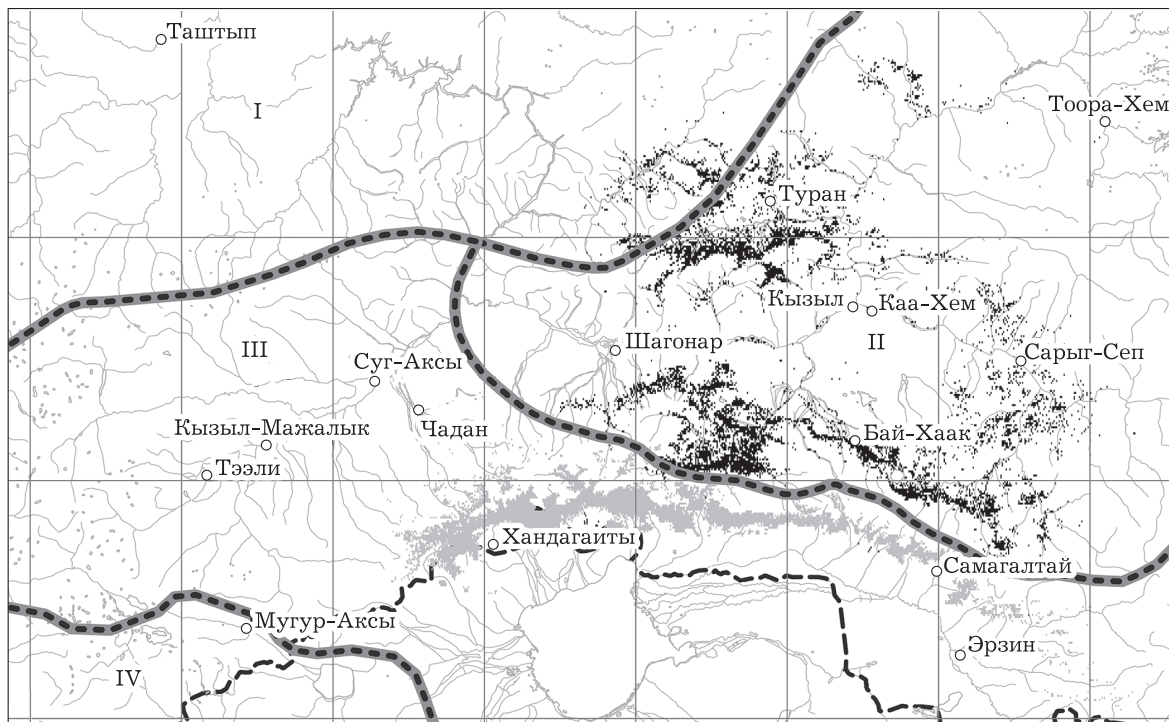 Таштып
I
Тоора-Хем
Туран
Кызыл
Каа-Хем
II
Шагонар
III
Суг-Аксы
Сарыг-Сеп
Чадан
Кызыл-Мажалык
Бай-Хаак
Тээли
Хандагаиты
Самагалтай
Мугур-Аксы
Эрзин
IV